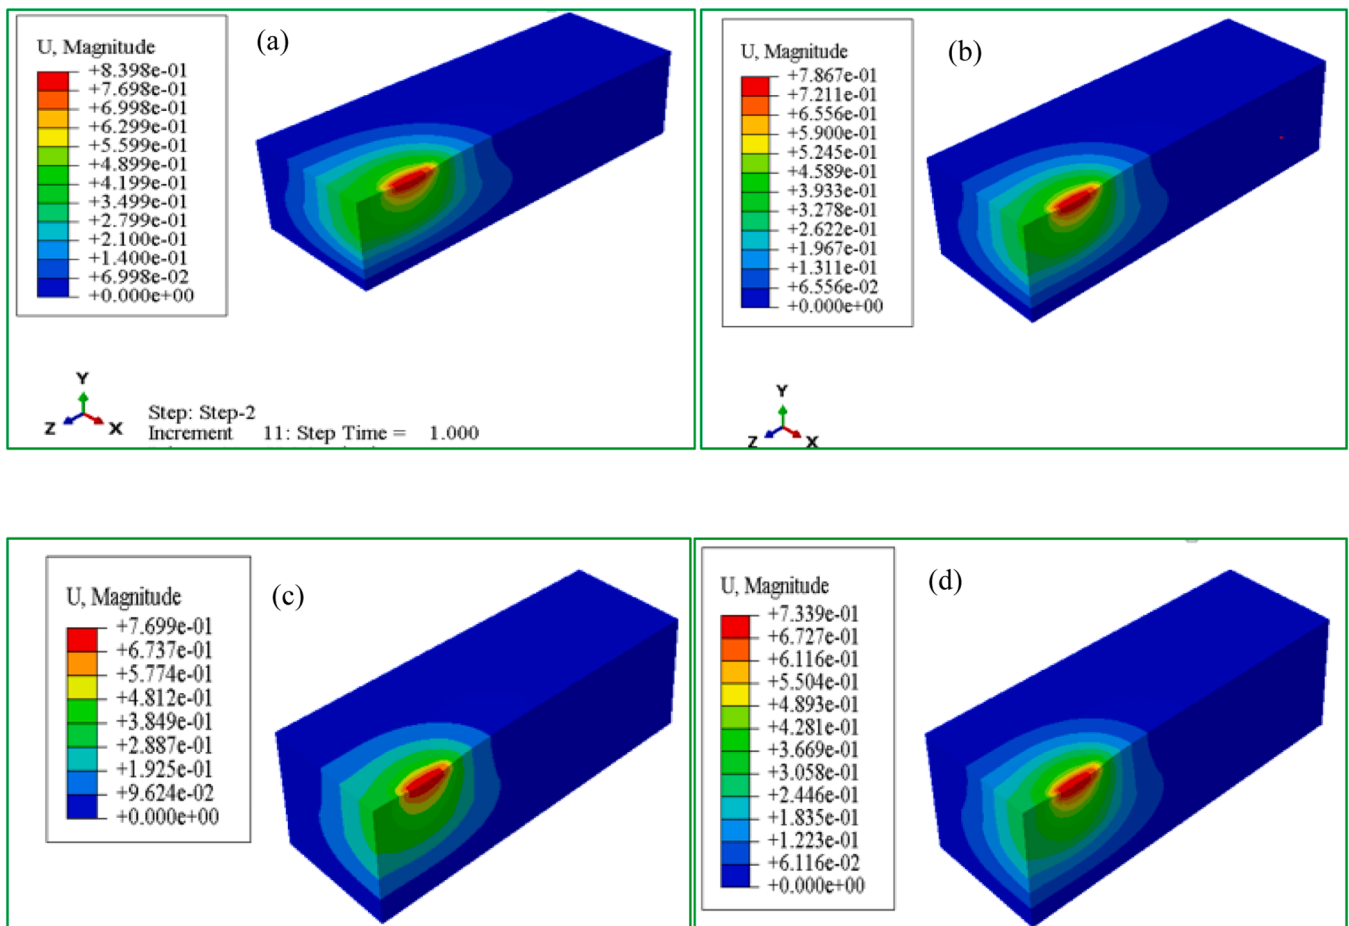 (a)
U, Magnitude
+8.398e-01
+7.698e-01
+6.998e-01
+6.299e-01
+5.599e-01
+4.899e-01
+4.199e-01
+3.499e-01
+2.799e-01
+2.100e-01
+1.400e-01
+6.998e-02
+0.000e+00
Y
Z X
Step: Step-2
Increment 11: Step Time = 1.000
(b)
U, Magnitude
+7.867e-01
+7.211e-01
+6.556e-01
+5.900e-01
+5.245e-01
+4.589e-01
+3.933e-01
+3.278e-01
+2.622e-01
+1.967e-01
+1.311e-01
+6.556e-02
+0.000e+00
Y
Z X
(c)
U, Magnitude
+7.699e-01
+6.737e-01
+5.774e-01
+4.812e-01
+3.849e-01
+2.887e-01
+1.925e-01
+9.624e-02
+0.000e+00
(d)
U, Magnitude
+7.339e-01
+6.727e-01
+6.116e-01
+5.504e-01
+4.893e-01
+4.281e-01
+3.669e-01
+3.058e-01
+2.446e-01
+1.835e-01
+1.223e-01
+6.116e-02
+0.000e+00